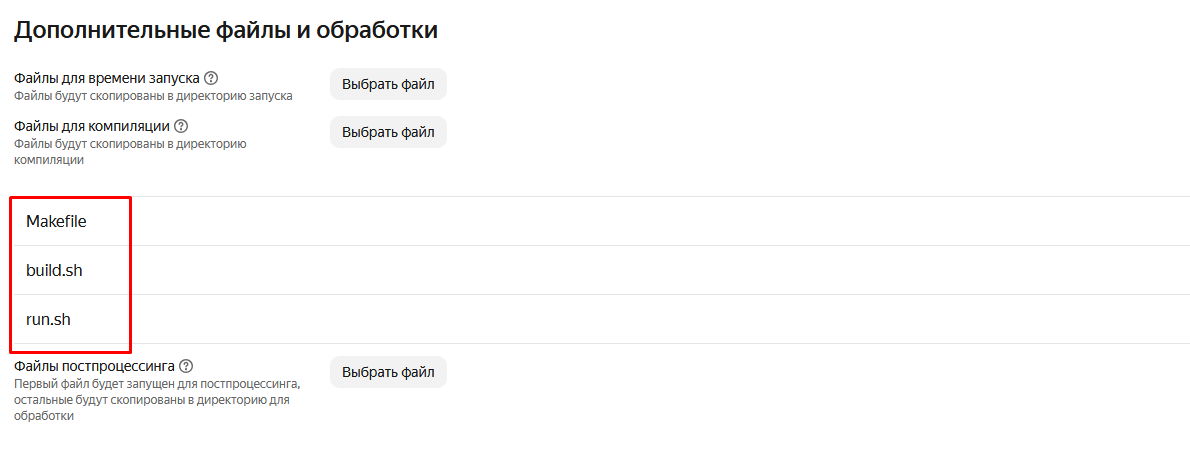 Дополнительные файлы и обработки
Файлы для времени запуска ?
Выбрать файл
Файлы будут скопированы в директорию запуска
Файлы для компиляции ?
Выбрать файл
Файлы будут скопированы в директорию
компиляции
Makefile
build.sh
run.sh
Файлы постпроцессинга ?
Выбрать файл
Первый файл будет запущен для постпроцессинга,
остальные будут скопированы в директорию для
обработки